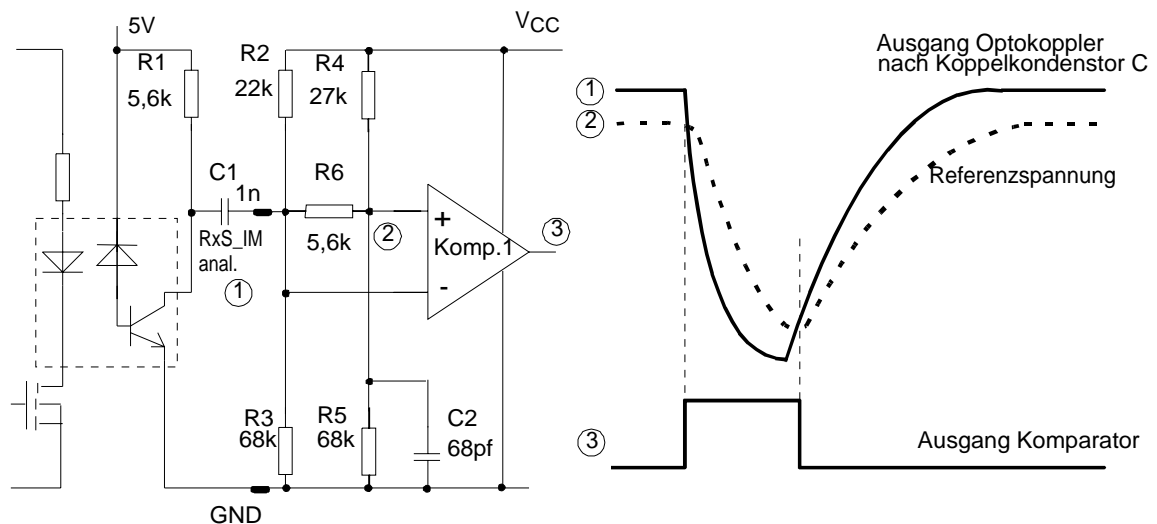 5V
VCC
R1
5,6k
R2
22k
R4
27k
C1
1n
R6
5,6k
RxS_IM
anal.
1
2
+
Komp.1
-
3
R3
68k
R5
68k
C2
68pf
GND
Ausgang Optokoppler
nach Koppelkondenstor C
1
2
Referenzspannung
3
Ausgang Komparator